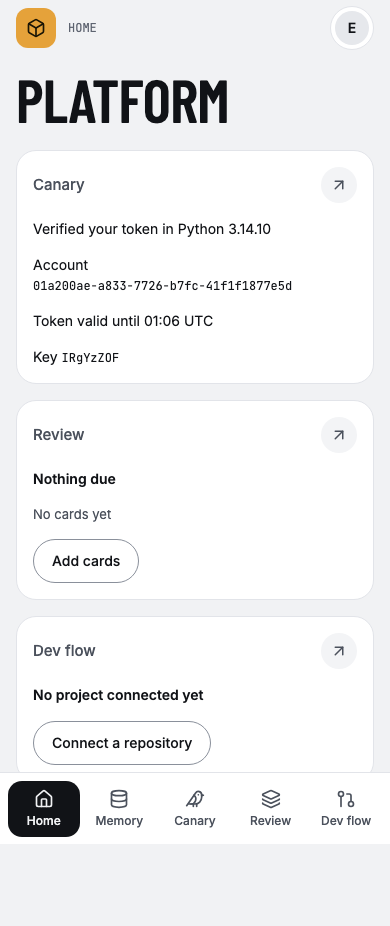 HOME
E
PLATFORM
Canary
Verified your token in Python 3.14.10
Account
01a200ae-a833-7726-b7fc-41f1f1877e5d
Token valid until 01:06 UTC
Key IRgYzZOF
Review
Nothing due
No cards yet
Add cards
Dev flow
No project connected yet
Connect a repository
Home
Memory
Canary
Review
Dev flow